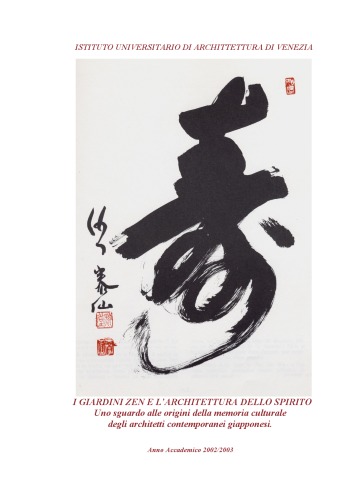 ISTITUTO UNIVERSITARIO DI ARCHITTETTURA DI VENEZIA
I GIARDINI ZEN E L'ARCHITETTURA DELLO SPIRITO
Uno sguardo alle origini della memoria culturale
degli architetti contemporanei giapponesi.
Anno Accademico 2002/2003